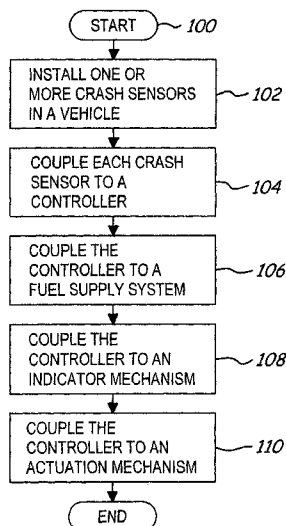 START
100
INSTALL ONE OR
MORE CRASH SENSORS
IN A VEHICLE
102
COUPLE EACH CRASH
SENSOR TO A
CONTROLLER
104
COUPLE THE
CONTROLLER TO A
FUEL SUPPLY SYSTEM
106
COUPLE THE
CONTROLLER TO AN
INDICATOR MECHANISM
108
COUPLE THE
CONTROLLER TO AN
ACTUATION MECHANISM
110
END